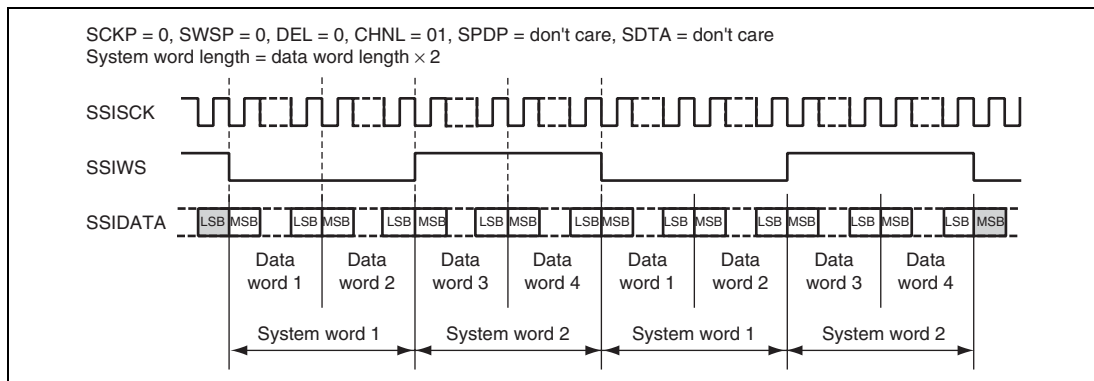 SCKP = 0, SWSP = 0, DEL = 0, CHNL = 01, SPDP = don't care, SDTA = don't care
System word length = data word length × 2
SSISCK
SSIWS
SSIDATA
LSB MSB LSB MSB LSB MSB LSB MSB LSB MSB LSB MSB LSB MSB LSB MSB LSB MSB
Data word 1
Data word 2
Data word 3
Data word 4
Data word 1
Data word 2
Data word 3
Data word 4
System word 1
System word 2
System word 1
System word 2